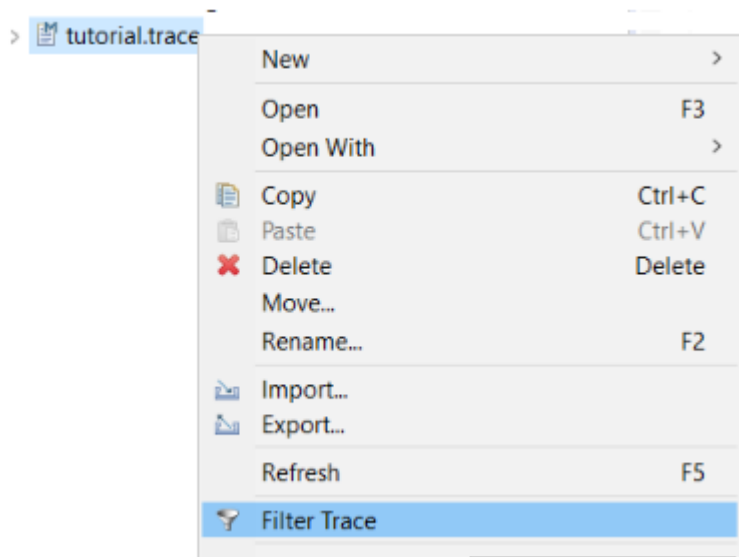 tutorial.trace
New
Open F3
Open With
Copy Ctrl+C
Paste Ctrl+V
Delete Delete
Move...
Rename... F2
Import...
Export...
Refresh F5
Filter Trace